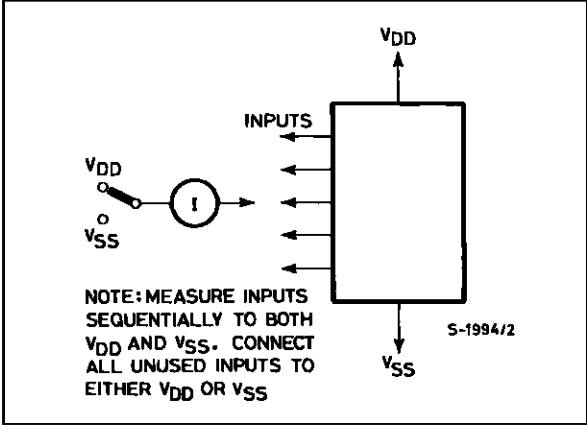 VDD
INPUTS
VDD
I
VSS
NOTE: MEASURE INPUTS
SEQUENTIALLY TO BOTH
VDD AND VSS. CONNECT
ALL UNUSED INPUTS TO
EITHER VDD OR VSS
S-1994/2
VSS